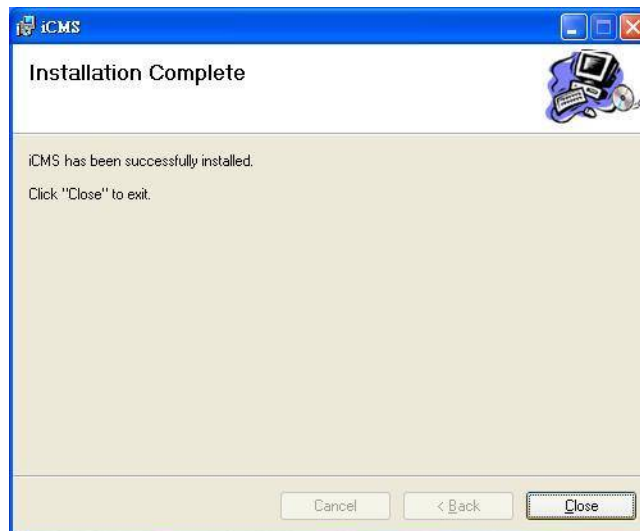 iCMS
Installation Complete
iCMS has been successfully installed.
Click "Close" to exit.
Cancel
< Back
Close